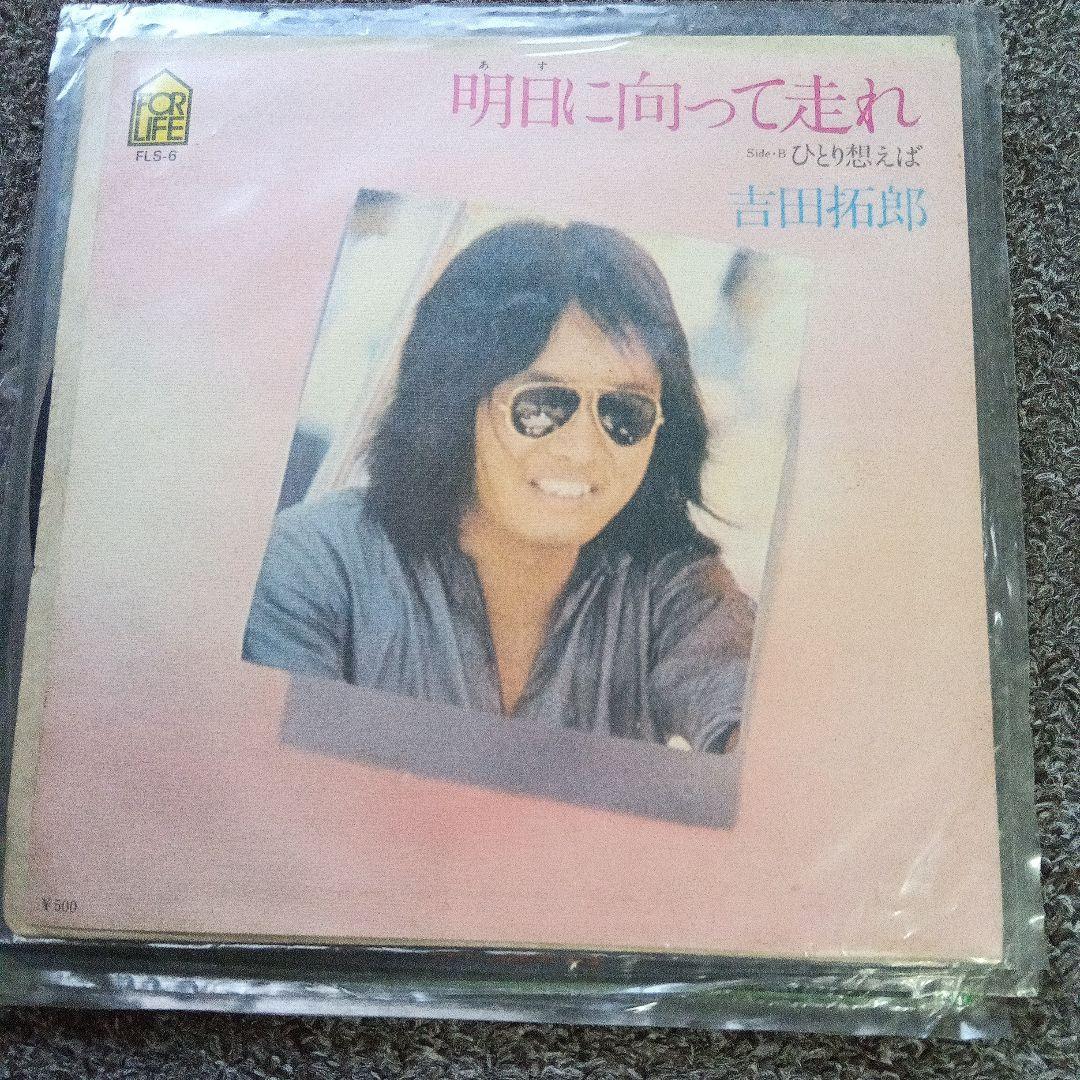 FOR
LIFE
FLS-6
あす
明日に向って走れ
Side・B ひとり想えば
吉田拓郎
¥500